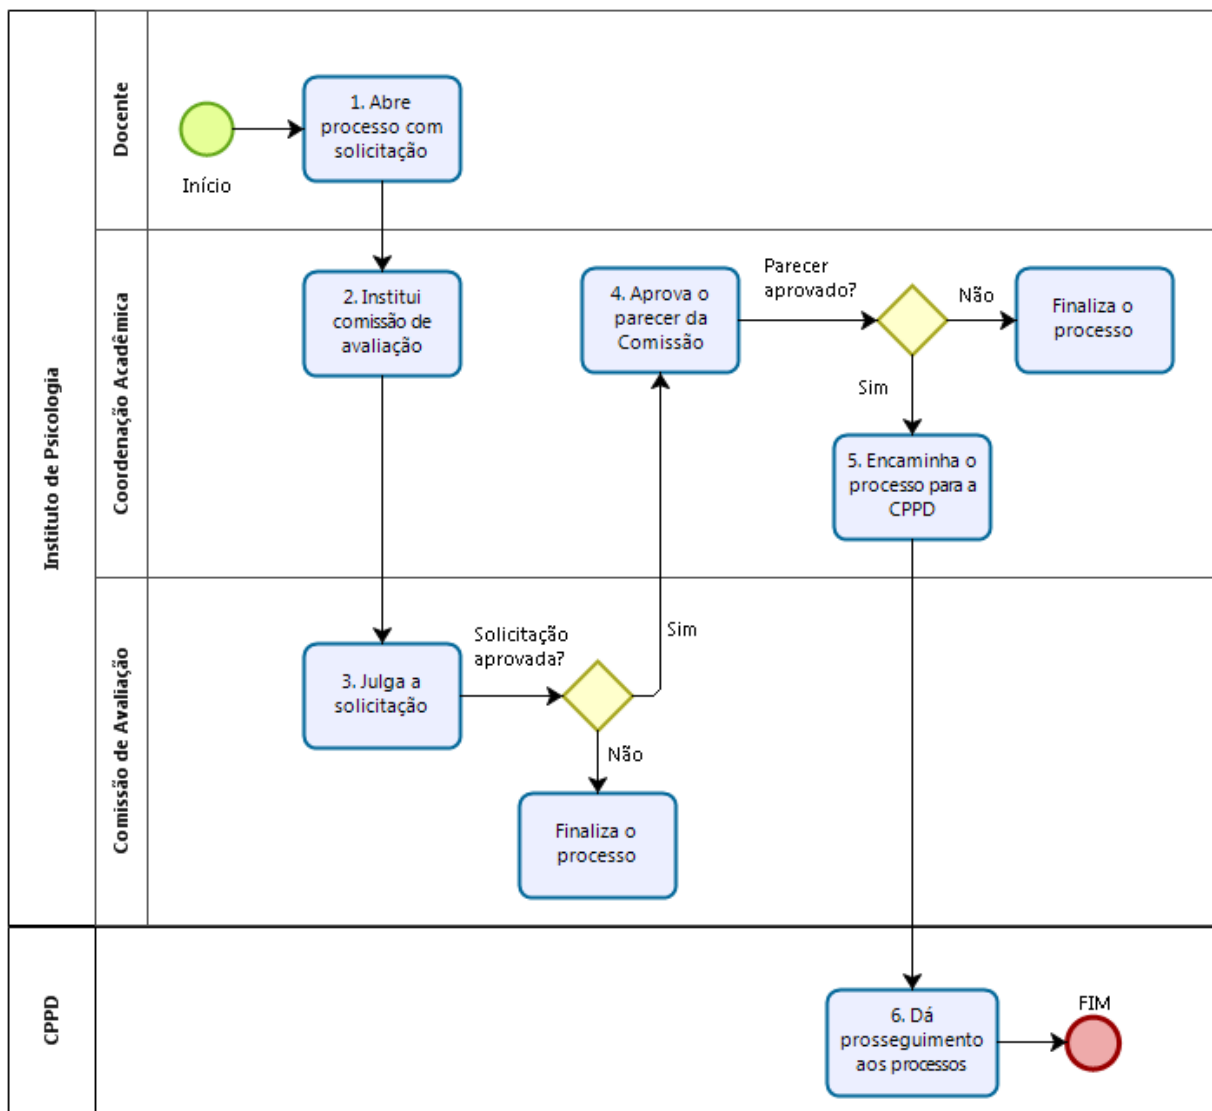 Instituto de Psicologia
Docente
Início
1. Abre
processo com
solicitação
Coordenação Acadêmica
2. Institui
comissão de
avaliação
4. Aprova o
parecer da
Comissão
Parecer
aprovado?
Não
Finaliza o
processo
Sim
5. Encaminha o
processo para a
CPPD
Comissão de Avaliação
3. Julga a
solicitação
Solicitação
aprovada?
Sim
Não
Finaliza o
processo
CPPD
6. Dá
prosseguimento
aos processos
FIM